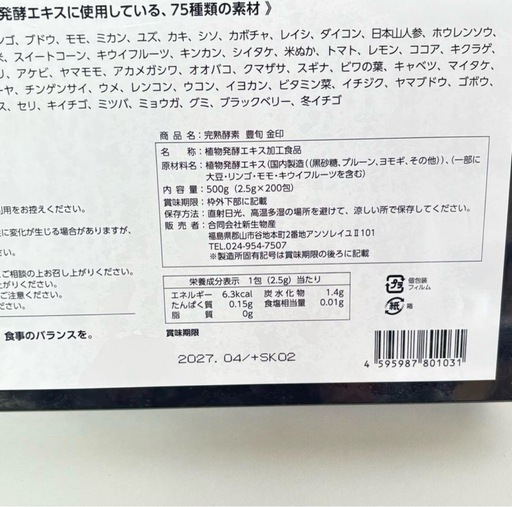 発酵エキスに使用している、75種類の素材 》
ンゴ、ブドウ、モモ、ミカン、ユズ、カキ、シソ、カボチャ、レイシ、ダイコン、日本山人参、ホウレンソウ、
、スイートコーン、キウイフルーツ、キンカン、シイタケ、米ぬか、トマト、レモン、ココア、キクラゲ、
リ、アケビ、ヤマモモ、アカメガシワ、オオバコ、クマザサ、スギナ、ビワの葉、キャベツ、マイタケ、
ーヤ、チンゲンサイ、ウメ、レンコン、ウコン、イヨカン、ビタミン菜、イチジク、ヤマブドウ、ゴボウ、
ス、セリ、キイチゴ、ミツバ、ミョウガ、グミ、ブラックベリー、冬イチゴ
商品名：完熟酵素 豊旬 金印
名 称：植物発酵エキス加工食品
原材料名：植物発酵エキス(国内製造((黒砂糖、プルーン、ヨモギ、その他))、(一部に
大豆・リンゴ・モモ・キウイフルーツを含む)
内 容 量：500g (2.5g×200包)
賞味期限：枠外下部に記載
保存方法：直射日光、高温多湿の場所を避けて、涼しい所で保存してください。
販 売 者：合同会社新生物産
福島県郡山市谷地本町2番地アンソレイユⅡ101
TEL.024-954-7507
※製造所固有記号は賞味期限の後ろに記載
用をお控えください。
に変化が生じる場合がありますが、
い。
ご相談の上お召し上がりください。
がりください。
ご注意ください。
食事のバランスを。
栄養成分表示 1包 (2.5g) 当たり
エネルギー 6.3kcal 炭水化物 1.4g
たんぱく質 0.15g 食塩相当量 0.01g
脂 質 0g
賞味期限
2027. 04/+SK02
プラ
個包装
フィルム
紙
箱
4 595987 801031